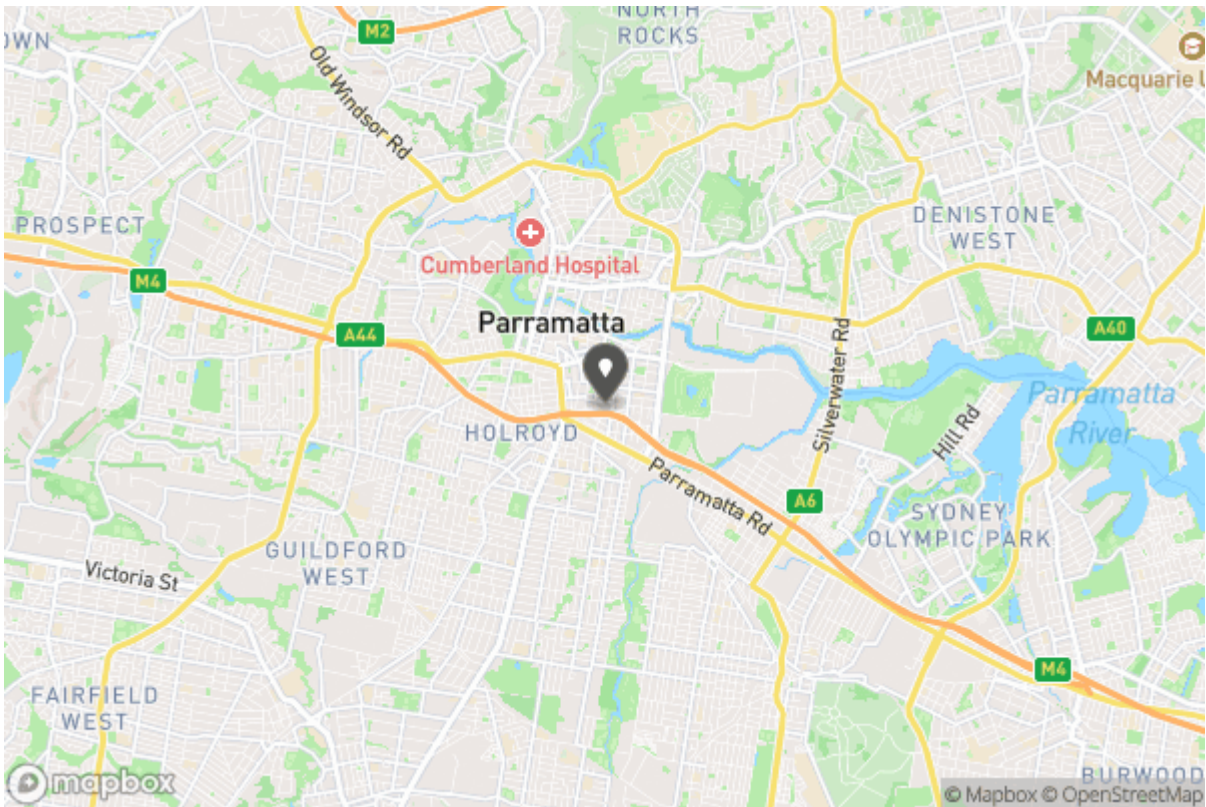 M2
NORTH
ROCKS
OWN
Old Windsor Rd
Macquarie U
PROSPECT
DENISTONE
WEST
Cumberland Hospital
M4
Parramatta
A44
A40
Silverwater Rd
Parramatta
River
HOLROYD
Hill Rd
Parramatta Rd
A6
SYDNEY
OLYMPIC PARK
GUILDFORD
WEST
Victoria St
M4
FAIRFIELD
WEST
BURWOOD
mapbox
© Mapbox © OpenStreetMap